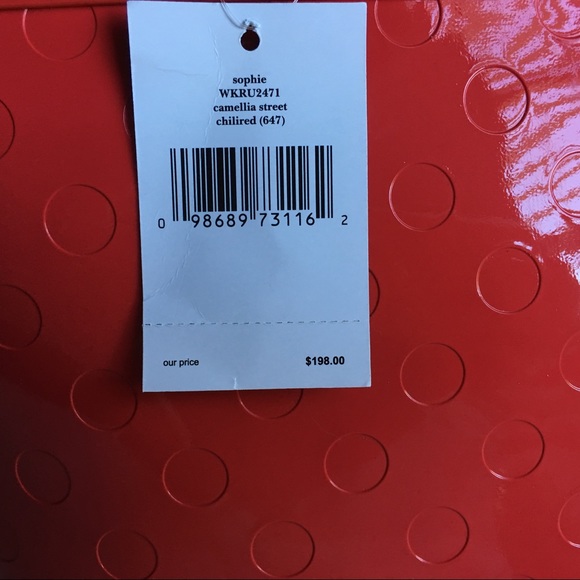 sophie
WKRU2471
camellia street
chilired (647)
0 98689 73116 2
our price $198.00